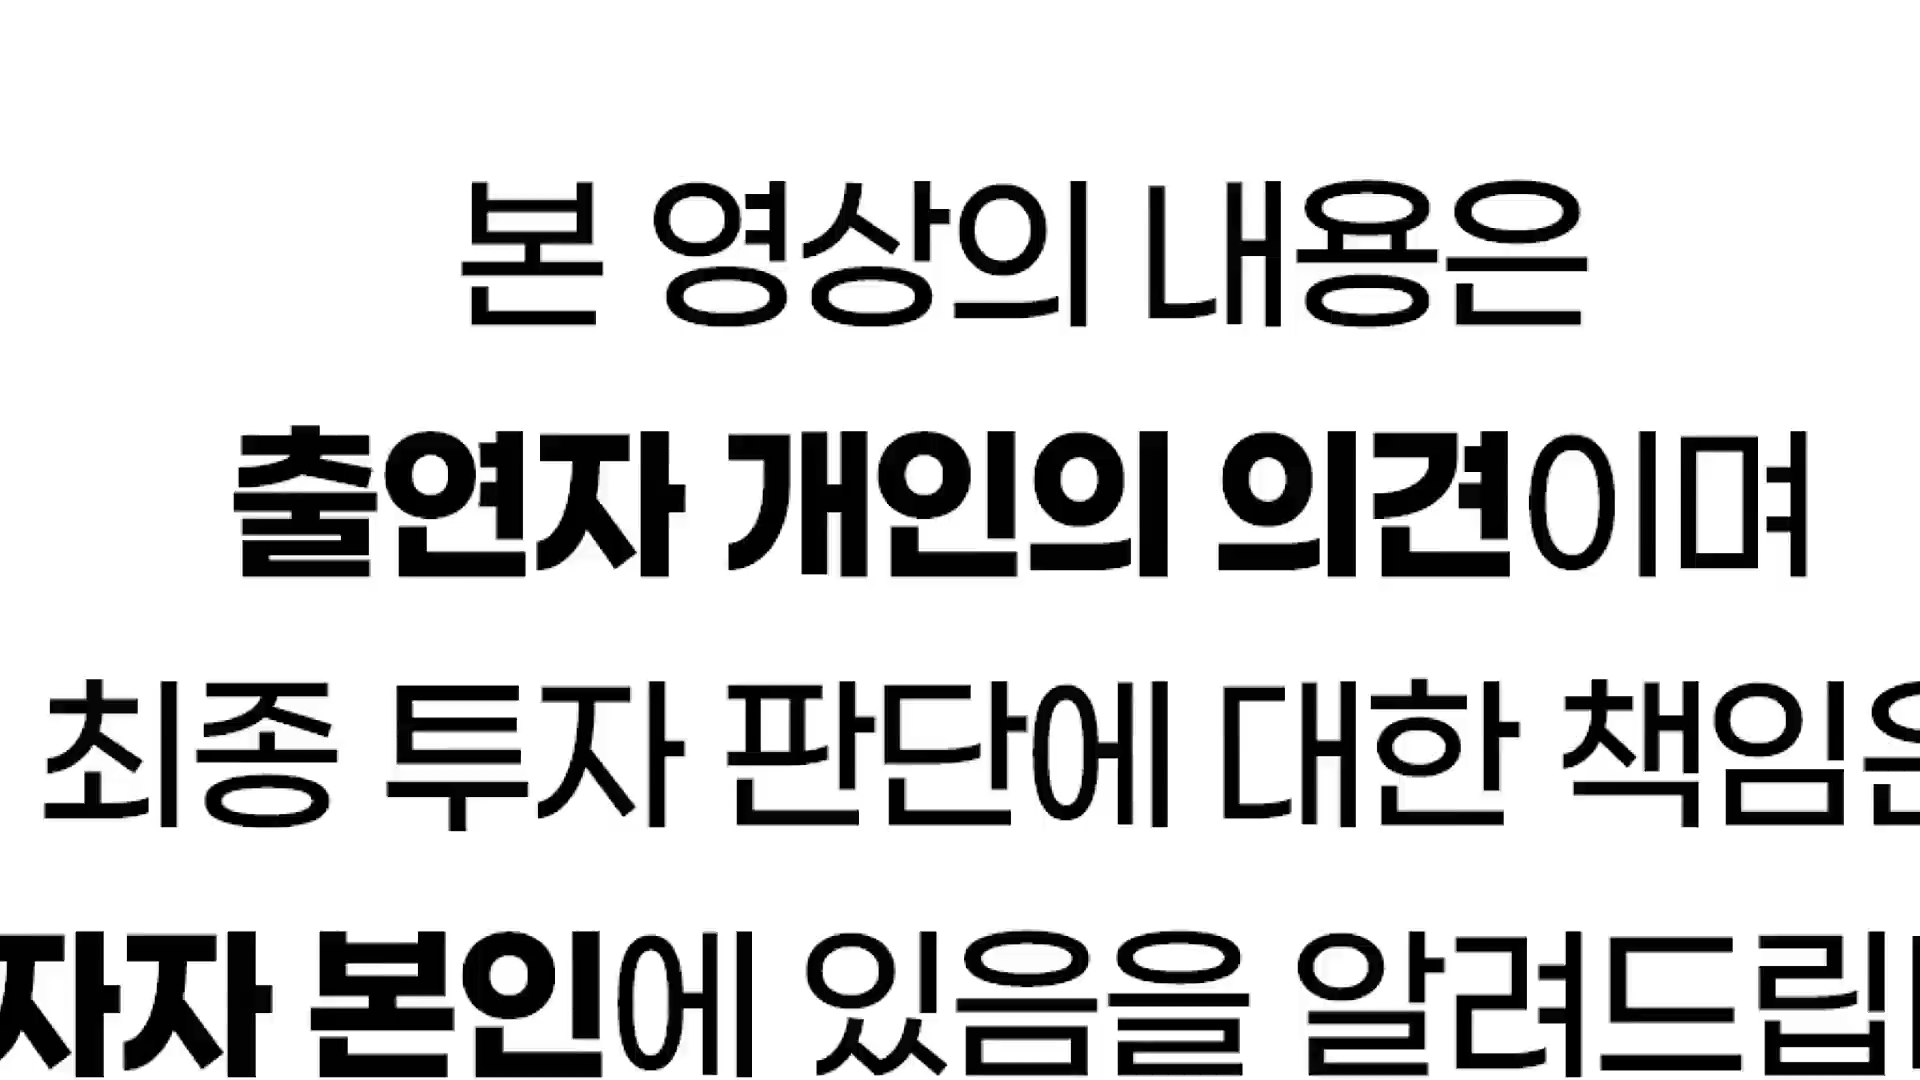 본 영상의 내용은
출연자 개인의 의견이며
최종 투자 판단에 대한 책임은
자자 본인에 있음을 알려드립니